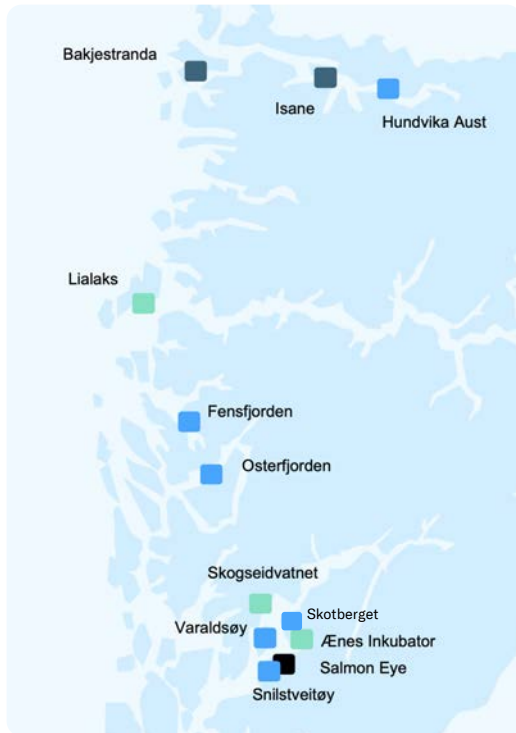 Bakjestranda
Isane
Hundvika Aust
Lialaks
Fensfjorden
Osterfjorden
Skogseidvatnet
Skotberget
Varaldsøy
Ænes Inkubator
Salmon Eye
Snilstveitøy